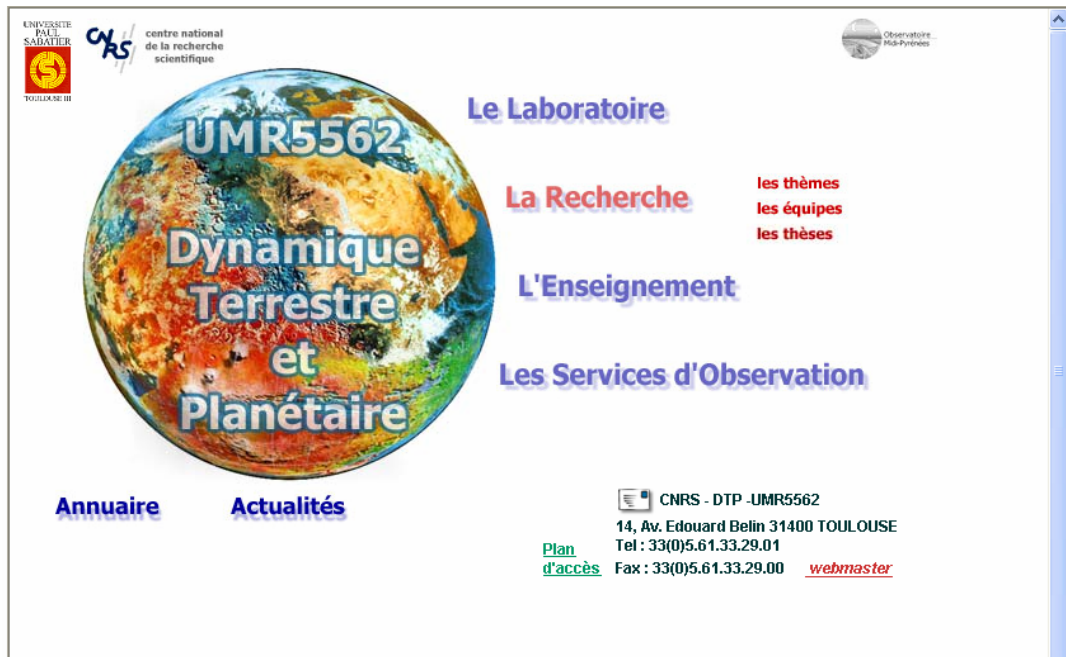 UNIVERSITE
PAUL
SABATIER
TOULOUSE III
CNRS
centre national
de la recherche
scientifique
Observatoire
Midi-Pyrénées
UMR5562
Dynamique
Terrestre
et
Planétaire
Le Laboratoire
La Recherche
les thèmes
les équipes
les thèses
L'Enseignement
Les Services d'Observation
Annuaire
Actualités
CNRS - DTP -UMR5562
14, Av. Edouard Belin 31400 TOULOUSE
Tel : 33(0)5.61.33.29.01
Plan
d'accès
Fax : 33(0)5.61.33.29.00
webmaster